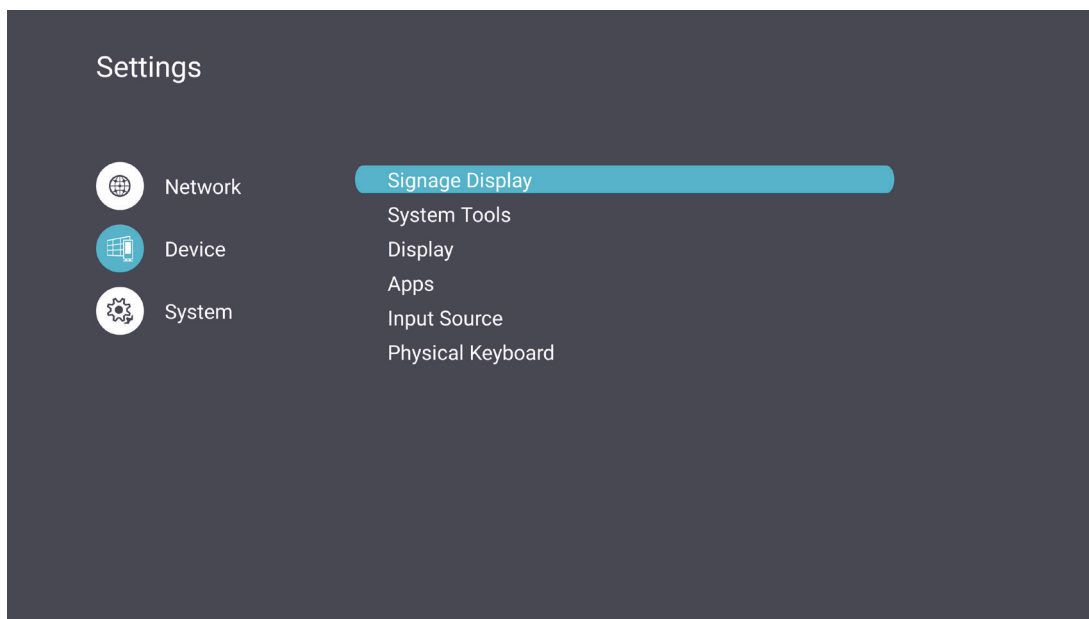 Settings
Network
Device
System
Signage Display
System Tools
Display
Apps
Input Source
Physical Keyboard